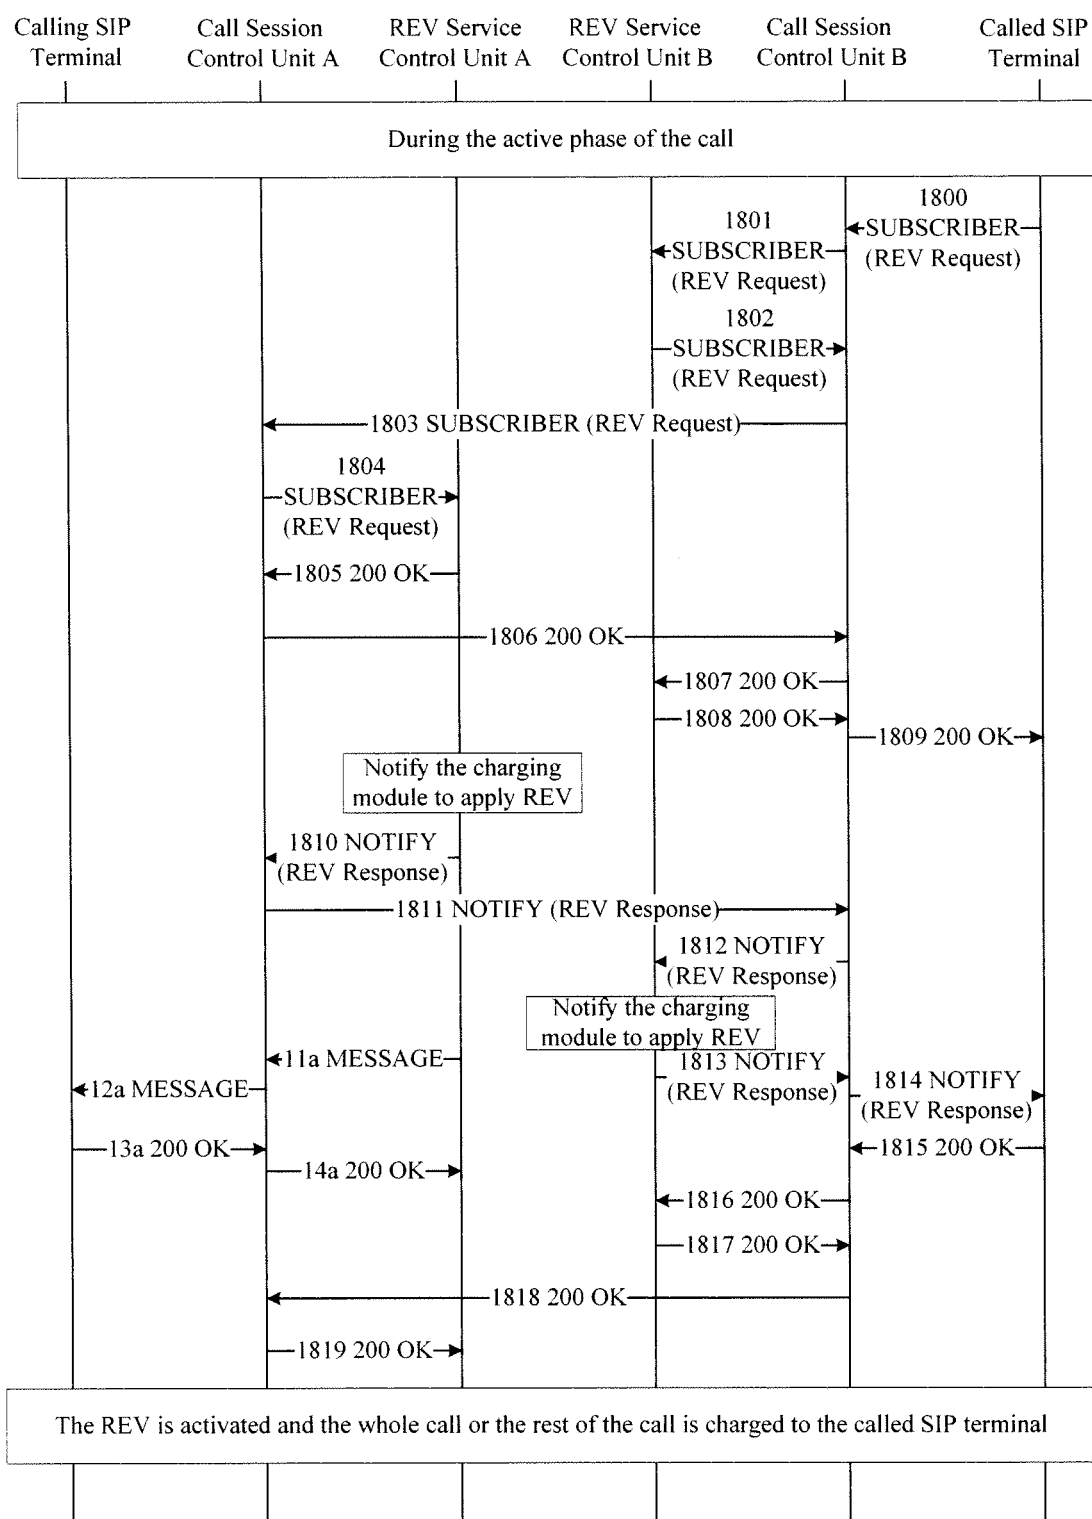 Calling SIP
Terminal
Call Session
Control Unit A
REV Service
Control Unit A
REV Service
Control Unit B
Call Session
Control Unit B
Called SIP
Terminal
During the active phase of the call
1800
SUBSCRIBER
(REV Request)
1801
SUBSCRIBER
(REV Request)
1802
SUBSCRIBER
(REV Request)
1803 SUBSCRIBER (REV Request)
1804
SUBSCRIBER
(REV Request)
1805 200 OK
1806 200 OK
1807 200 OK
1808 200 OK
1809 200 OK
Notify the charging
module to apply REV
1810 NOTIFY
(REV Response)
1811 NOTIFY (REV Response)
1812 NOTIFY
(REV Response)
Notify the charging
module to apply REV
11a MESSAGE
12a MESSAGE
1813 NOTIFY
(REV Response)
1814 NOTIFY
(REV Response)
13a 200 OK
1815 200 OK
14a 200 OK
1816 200 OK
1817 200 OK
1818 200 OK
1819 200 OK
The REV is activated and the whole call or the rest of the call is charged to the called SIP terminal